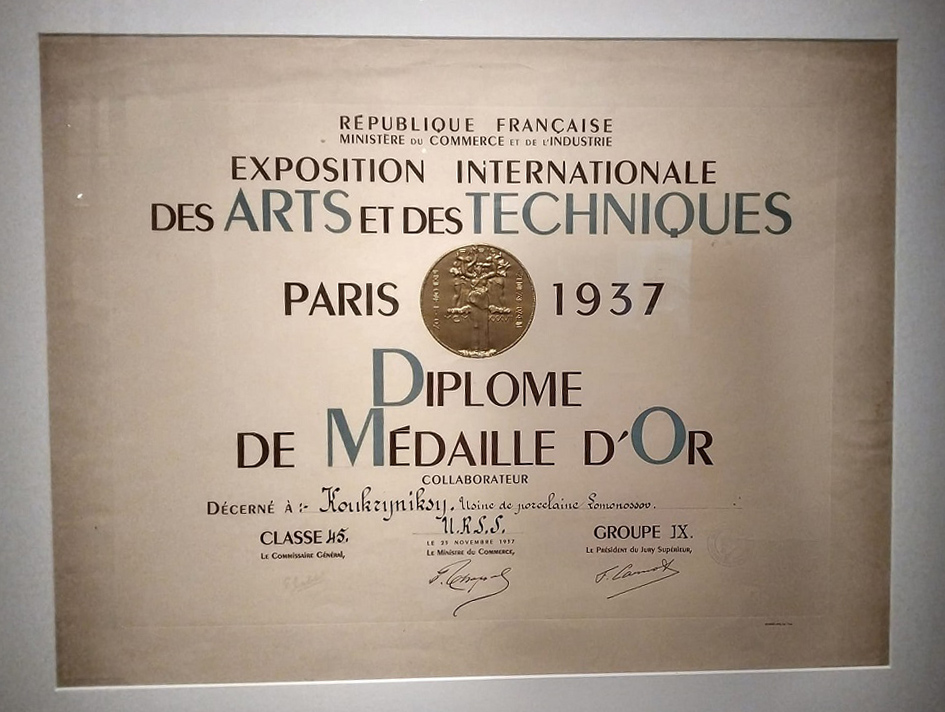 RÉPUBLIQUE FRANÇAISE
MINISTÈRE DU COMMERCE ET DE L'INDUSTRIE
EXPOSITION INTERNATIONALE
DES ARTS ET DES TECHNIQUES
PARIS 1937
DIPLOME
DE MÉDAILLE D'OR
COLLABORATEUR
DÉCERNÉ À :- Koukryniksy. Usine de porcelaine Lomonossov.
U.R.S.S.
CLASSE 45.
LE 25 NOVEMBRE 1937
GROUPE IX.
LE COMMISSAIRE GÉNÉRAL,
LE MINISTRE DU COMMERCE,
LE PRÉSIDENT DU JURY SUPÉRIEUR,